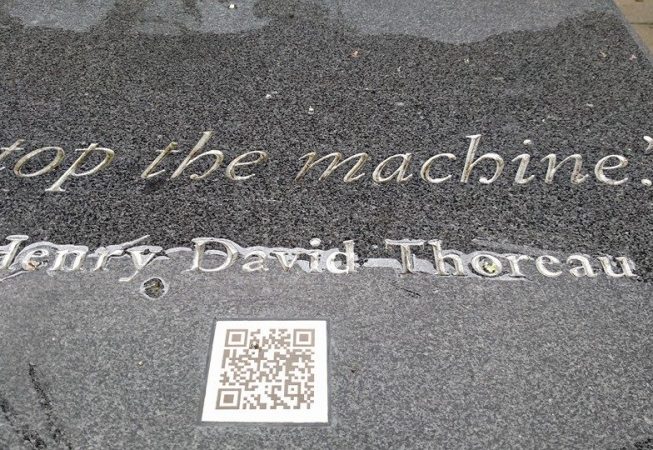 top the machine."
Henry David Thoreau